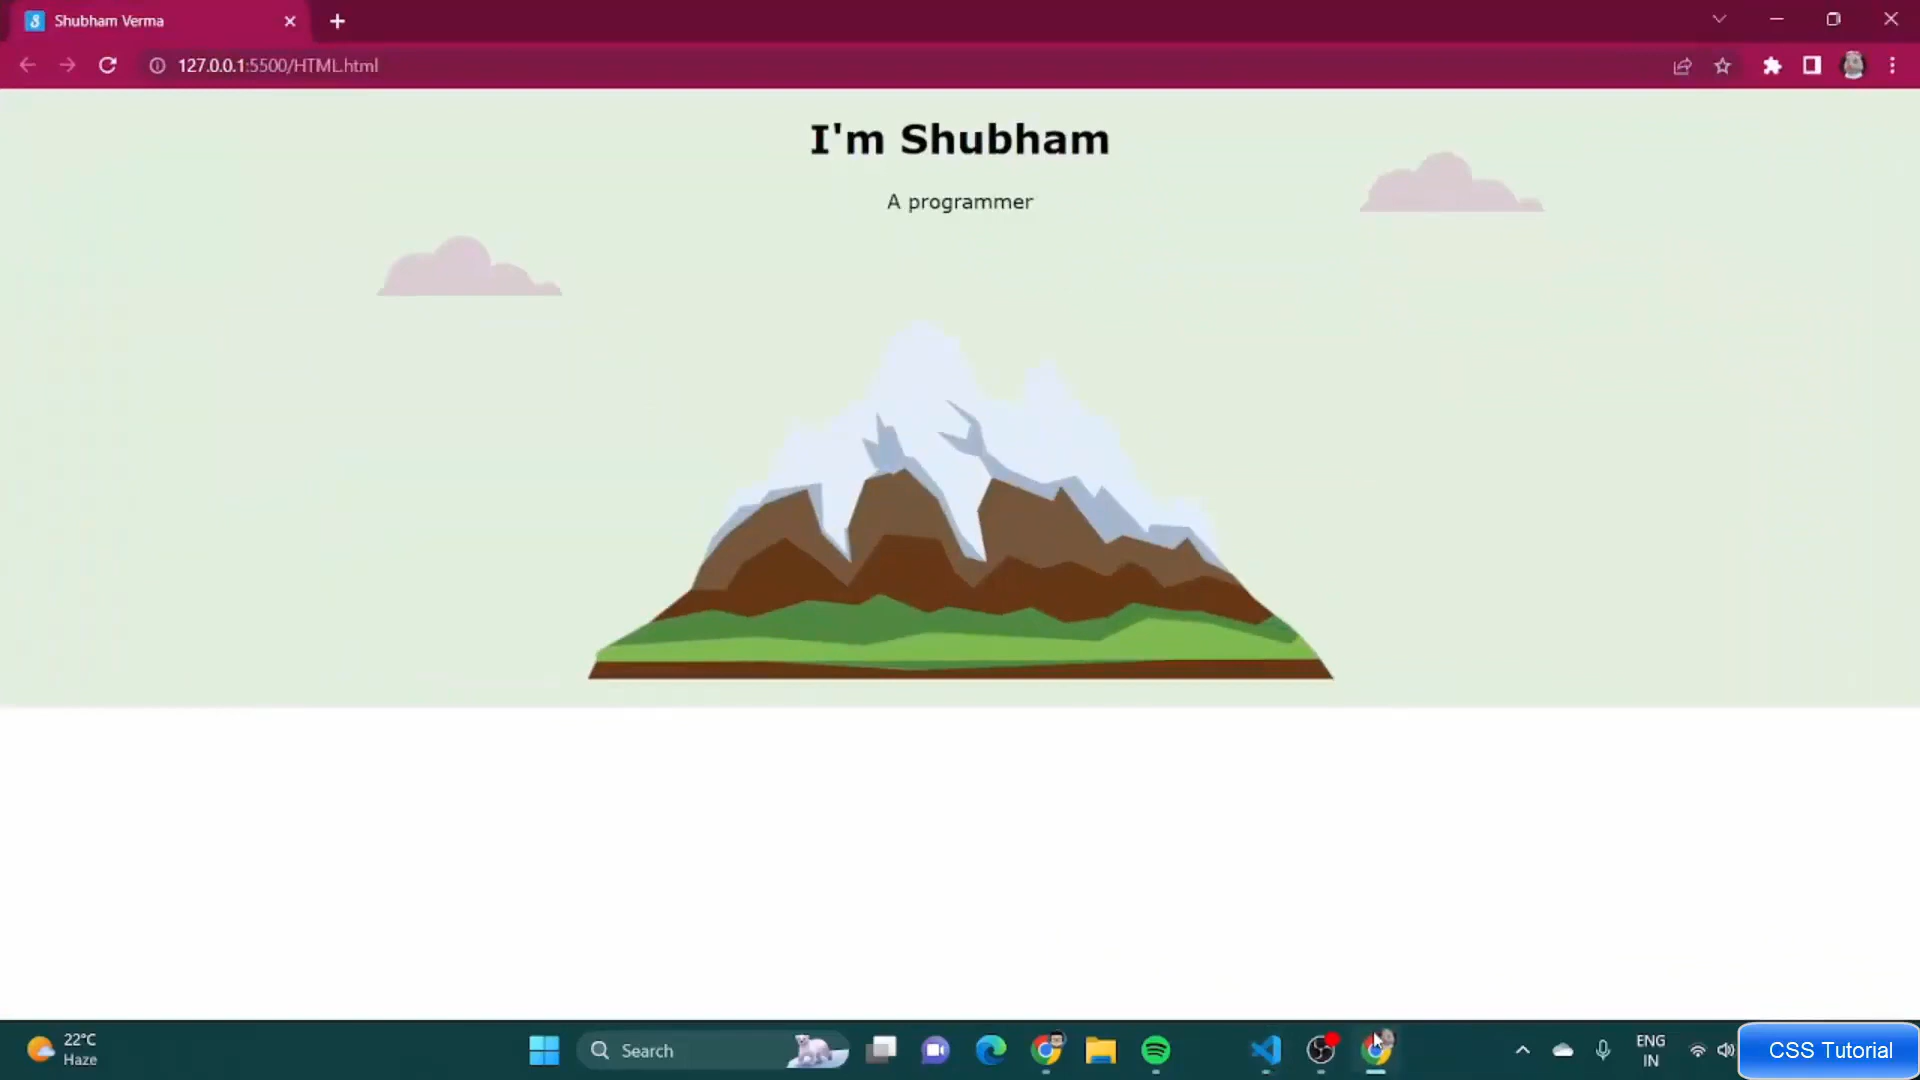 Shubham Verma
127.0.0.1:5500/HTML.html
I'm Shubham
A programmer
22°C
Haze
Search
ENG
IN
CSS Tutorial